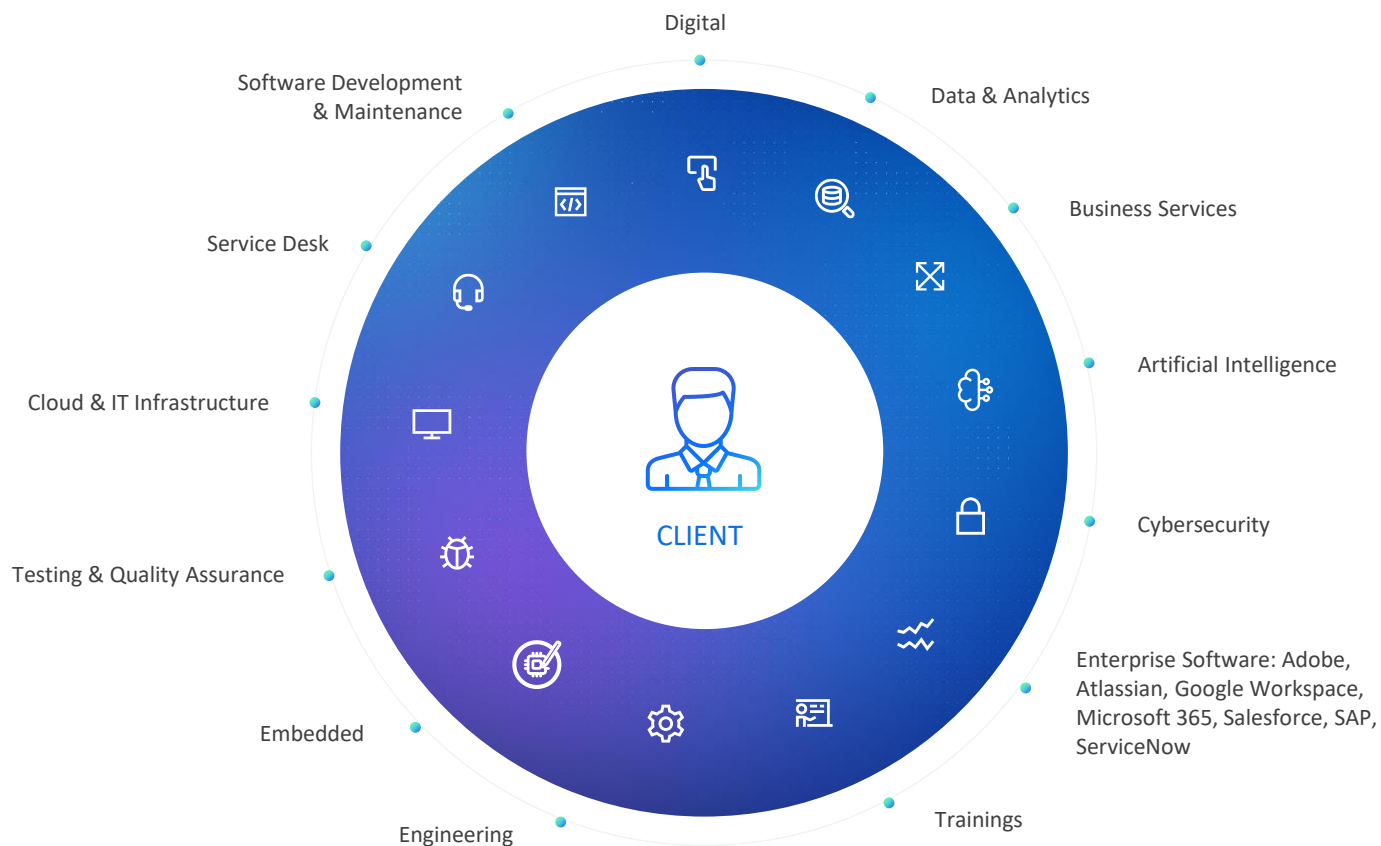 Digital
Software Development
& Maintenance
Data & Analytics
Business Services
Service Desk
Artificial Intelligence
Cloud & IT Infrastructure
CLIENT
Cybersecurity
Testing & Quality Assurance
Enterprise Software: Adobe,
Atlassian, Google Workspace,
Microsoft 365, Salesforce, SAP,
ServiceNow
Embedded
Trainings
Engineering